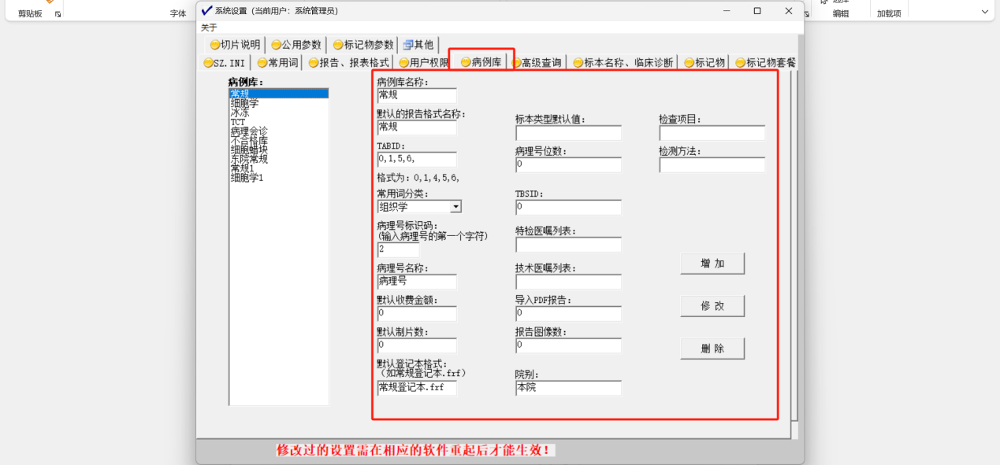 剪贴板
字体
编辑
加载项
系统设置（当前用户：系统管理员）
关于
切片说明 公用参数 标记物参数 其他
SZ.INI 常用词 报告、报表格式 用户权限 病例库 高级查询 标本名称、临床诊断 标记物 标记物套餐
病例库：
常规
细胞学
冰冻
TCT
病理会诊
不合格库
细胞蜡块
东院常规
常规1
细胞学1
病例库名称：
常规
默认的报告格式名称：
常规
TABID：
0,1,5,6,
格式为：0,1,4,5,6,
常用词分类：
组织学
病理号标识码：
(输入病理号的第一个字符)
2
病理号名称：
病理号
默认收费金额：
0
默认制片数：
0
默认登记本格式：
（如常规登记本.frf）
常规登记本.frf
标本类型默认值：
病理号位数：
0
TBSID：
0
特检医嘱列表：
技术医嘱列表：
导入PDF报告：
0
报告图像数：
0
院别：
本院
检查项目：
检测方法：
增 加
修 改
删 除
修改过的设置需在相应的软件重起后才能生效！